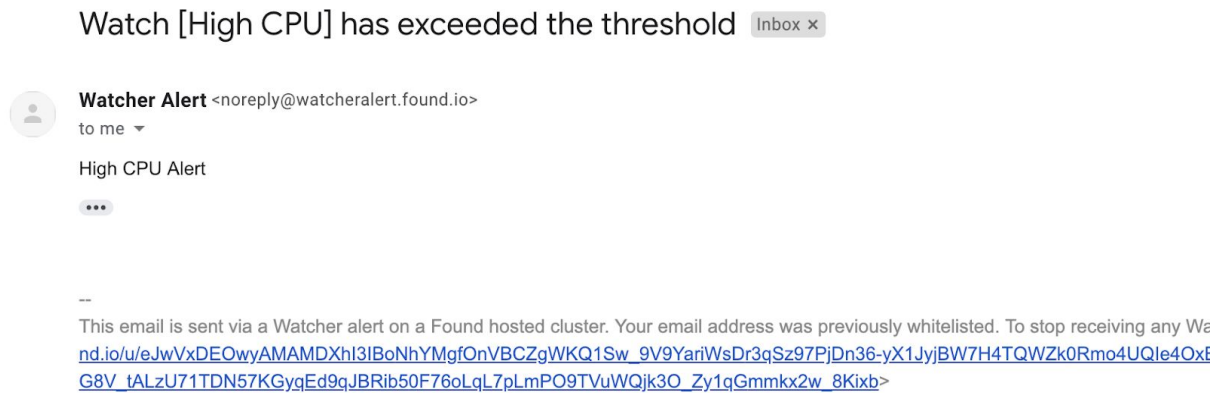 Watch [High CPU] has exceeded the threshold Inbox ×
Watcher Alert <noreply@watcheralert.found.io>
to me
High CPU Alert
•••
--
This email is sent via a Watcher alert on a Found hosted cluster. Your email address was previously whitelisted. To stop receiving any Wa
nd.io/u/eJwVxDEOwyAMAMDXhI3IBoNhYMgfOnVBCZgWKQ1Sw_9V9YariWsDr3qSz97PjDn36-yX1JyjBW7H4TQWZk0Rmo4UQIe4OxE
G8V_tALzU71TDN57KGyqEd9qJBRib50F76oLqL7pLmPO9TVuWQjk3O_Zy1qGmmkx2w_8Kixb>